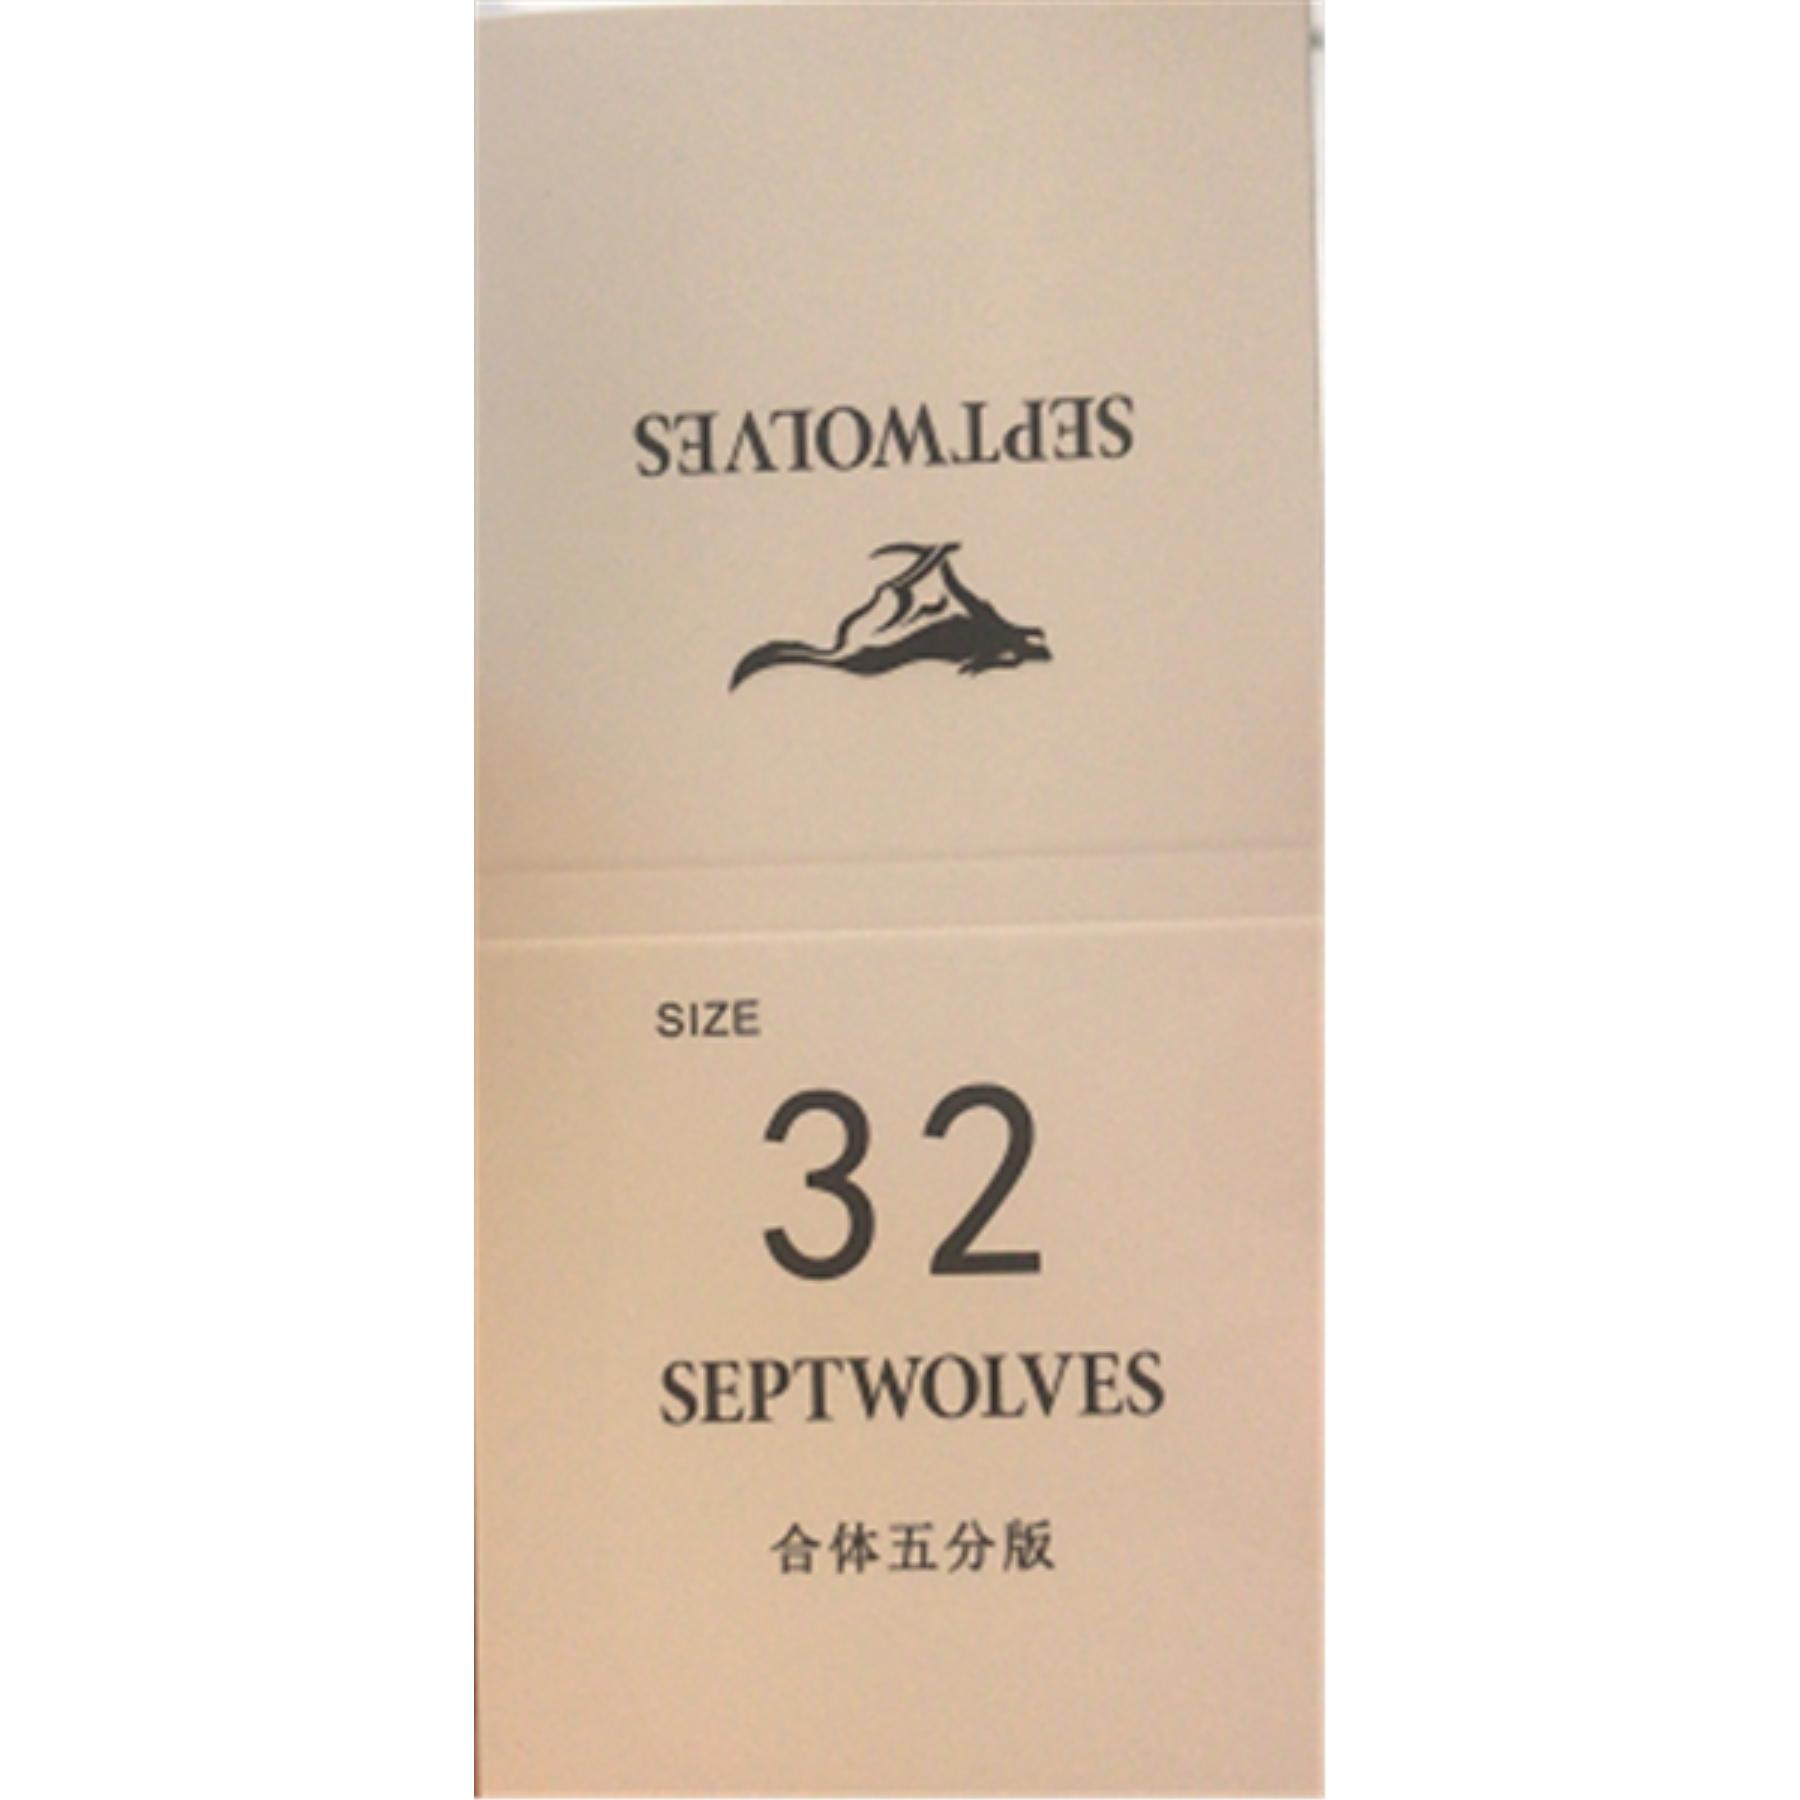 SEPTWOLVES
SIZE
32
SEPTWOLVES
合体五分版